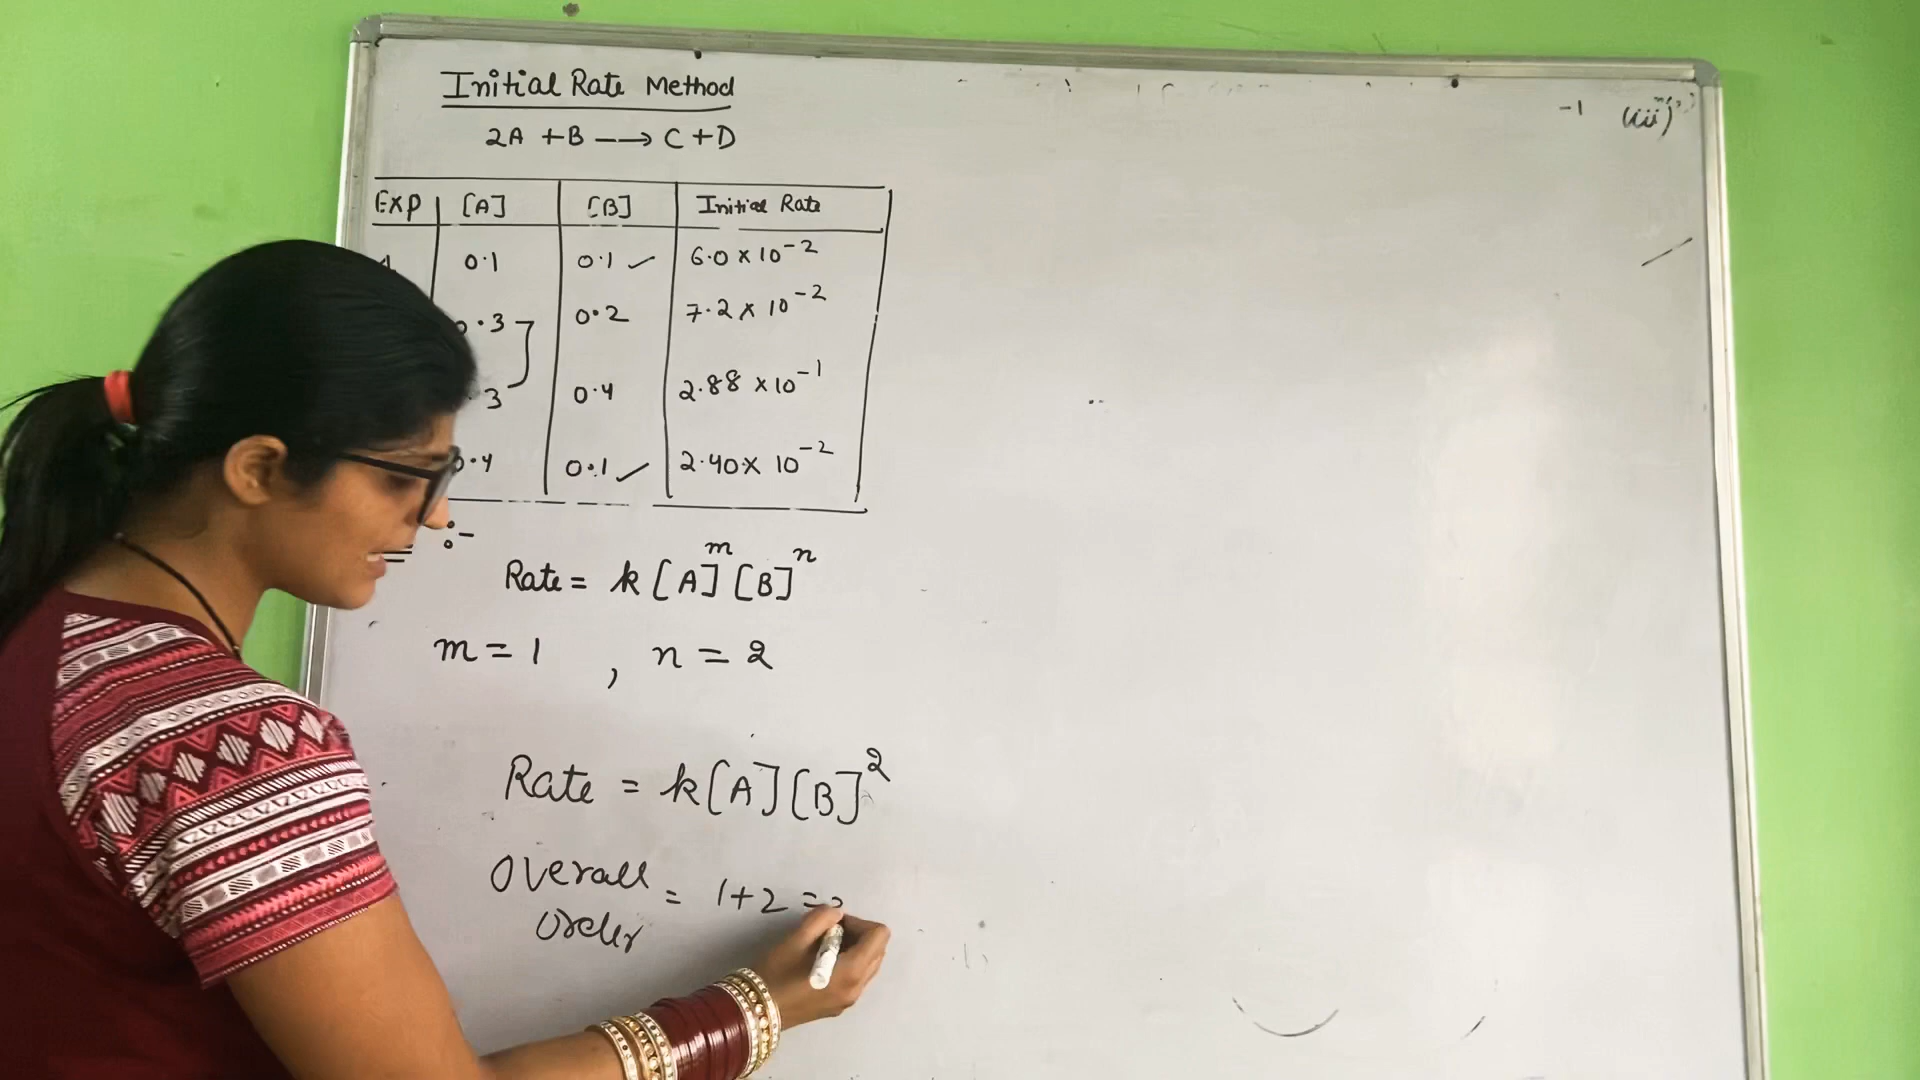 Initial Rate Method
2A + B → C + D
Exp [A] [B] Initial Rate
0.1 0.1 ✓ 6.0 × 10⁻²
0.3 0.2 7.2 × 10⁻²
3 0.4 2.88 × 10⁻¹
0.4 0.1 ✓ 2.40 × 10⁻²
:-
Rate = k [A]ᵐ [B]ⁿ
m = 1 , n = 2
Rate = k [A] [B]²
Overall order = 1 + 2 =
-1 (iii)